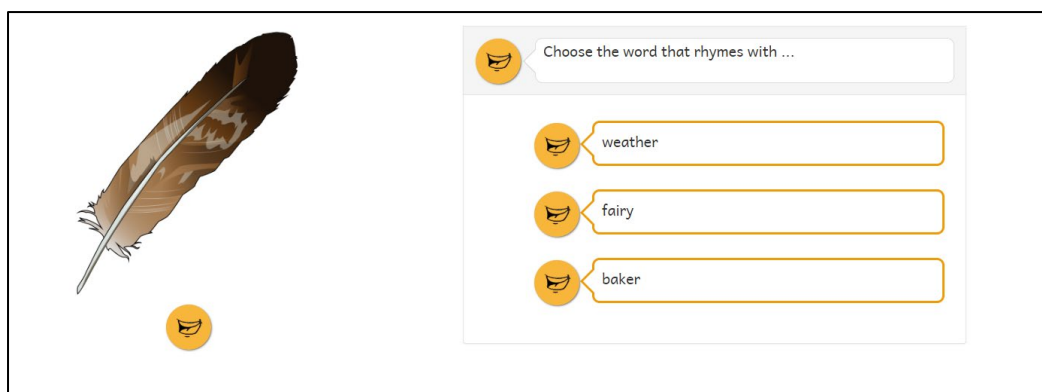 Choose the word that rhymes with ...
weather
fairy
baker